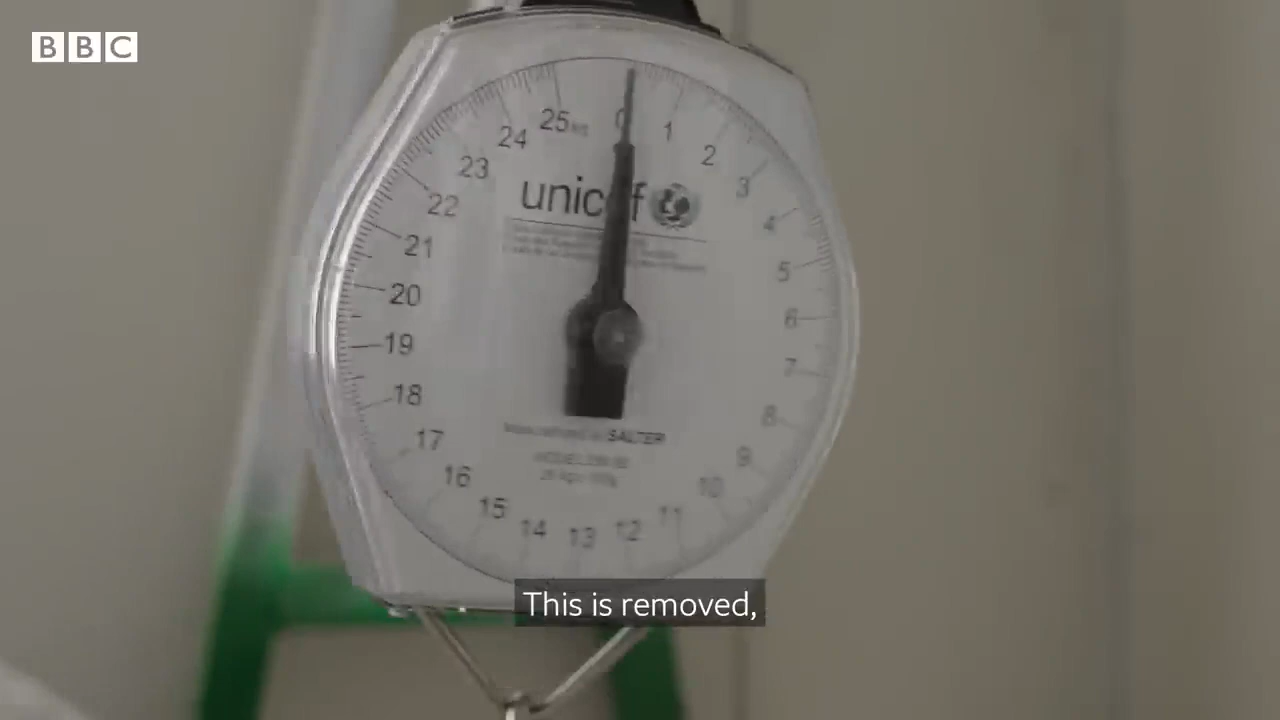 BBC
25 0 1
24 2
23 3
22 4
21 5
20 6
19 7
18 8
17 9
16 10
15 14 13 12 11
unicef
SALTER
This is removed,